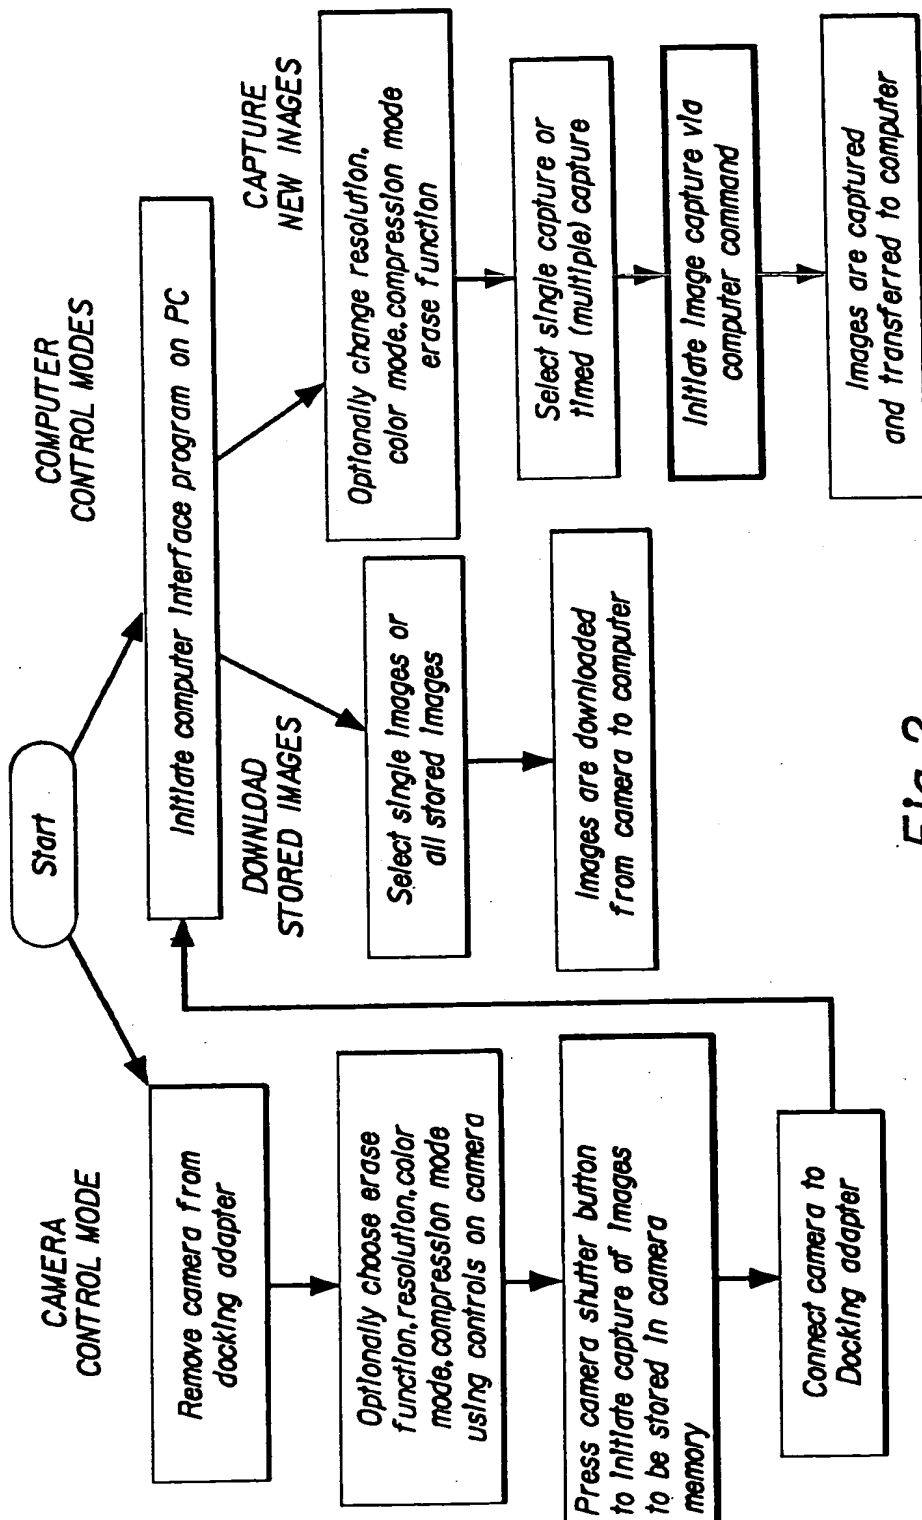 Start
CAMERA
CONTROL MODE
Remove camera from
docking adapter
Optionally choose erase
function,resolution,color
mode,compression mode
using controls on camera
Press camera shutter button
to initiate capture of images
to be stored in camera
memory
Connect camera to
Docking adapter
COMPUTER
CONTROL MODES
Initiate computer interface program on PC
DOWNLOAD
STORED IMAGES
Select single images or
all stored images
Images are downloaded
from camera to computer
CAPTURE
NEW INAGES
Optionally change resolution,
color mode,compression mode
erase function
Select single capture or
timed (multiple) capture
Initiate image capture via
computer command
Images are captured
and transferred to computer